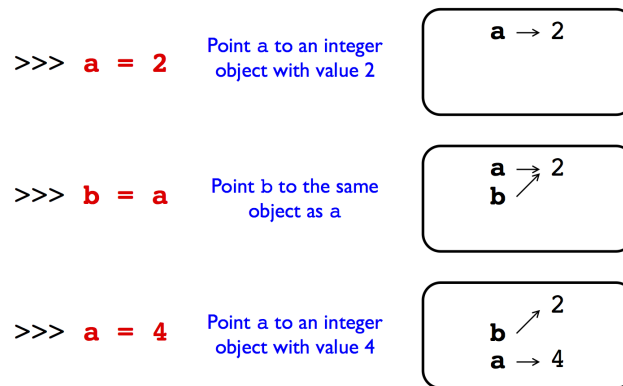 >>> a = 2
Point a to an integer
object with value 2
a → 2
>>> b = a
Point b to the same
object as a
a → 2
b
>>> a = 4
Point a to an integer
object with value 4
2
b
a → 4